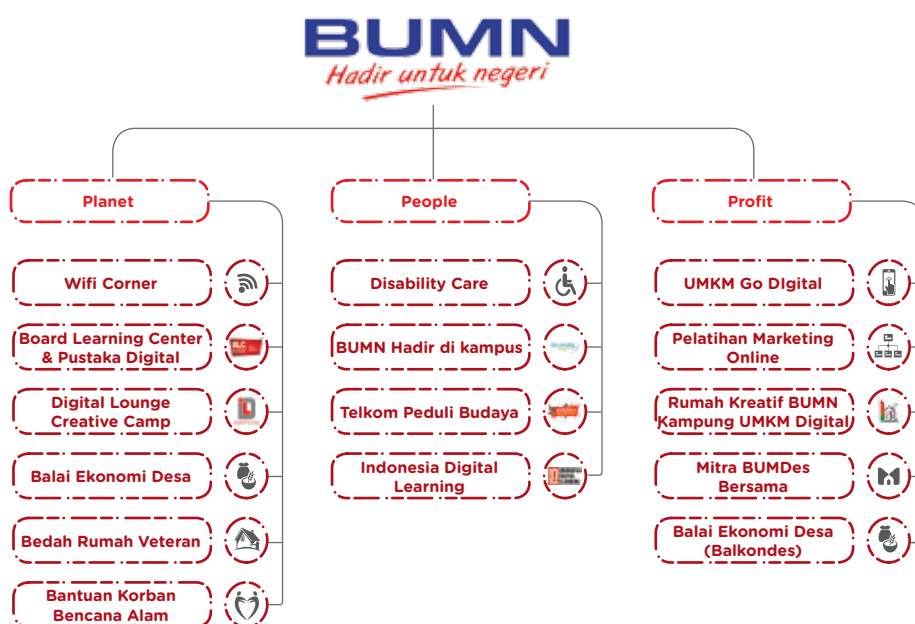 BUMN
Hadir untuk negeri
Planet
Wifi Corner
Board Learning Center
& Pustaka Digital
BLC
Digital Lounge
Creative Camp
Balai Ekonomi Desa
Bedah Rumah Veteran
Bantuan Korban
Bencana Alam
People
Disability Care
BUMN Hadir di kampus
Telkom Peduli Budaya
Indonesia Digital
Learning
Profit
UMKM Go DIgital
Pelatihan Marketing
Online
Rumah Kreatif BUMN
Kampung UMKM Digital
Mitra BUMDes
Bersama
Balai Ekonomi Desa
(Balkondes)